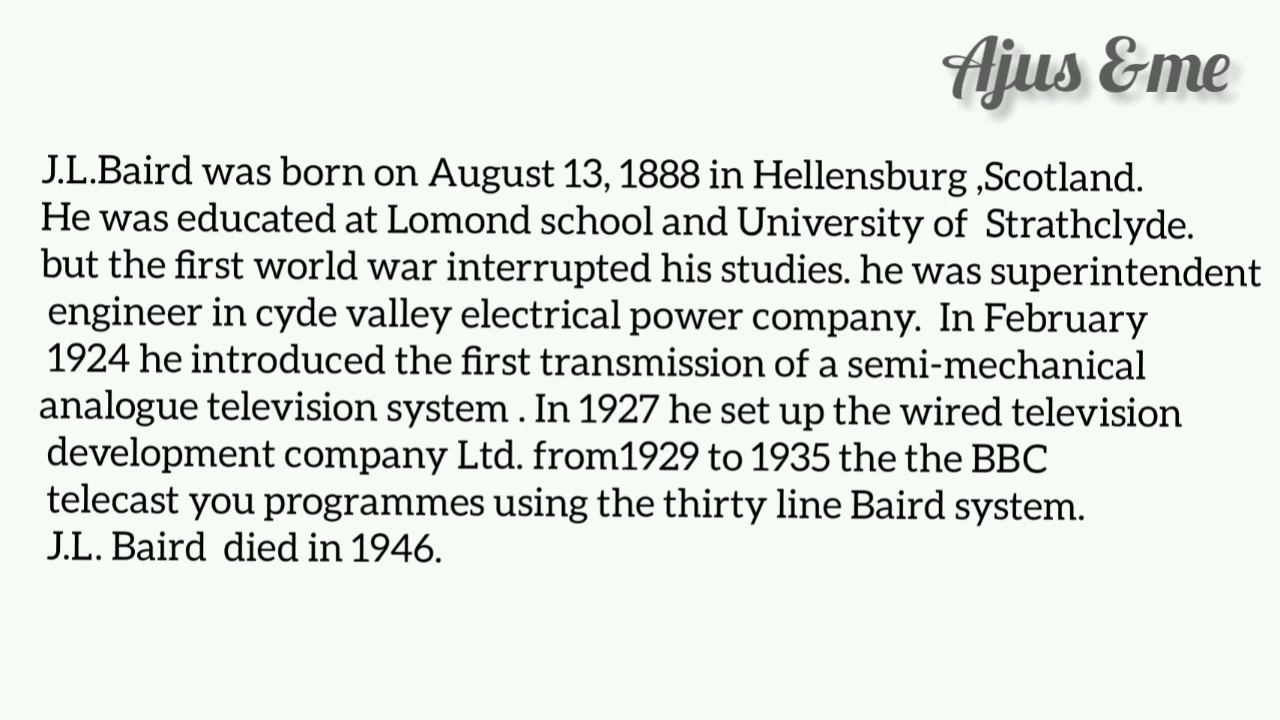 Ajus &me
J.L.Baird was born on August 13, 1888 in Hellensburg ,Scotland.
He was educated at Lomond school and University of Strathclyde.
but the first world war interrupted his studies. he was superintendent
engineer in cyde valley electrical power company. In February
1924 he introduced the first transmission of a semi-mechanical
analogue television system . In 1927 he set up the wired television
development company Ltd. from1929 to 1935 the the BBC
telecast you programmes using the thirty line Baird system.
J.L. Baird died in 1946.